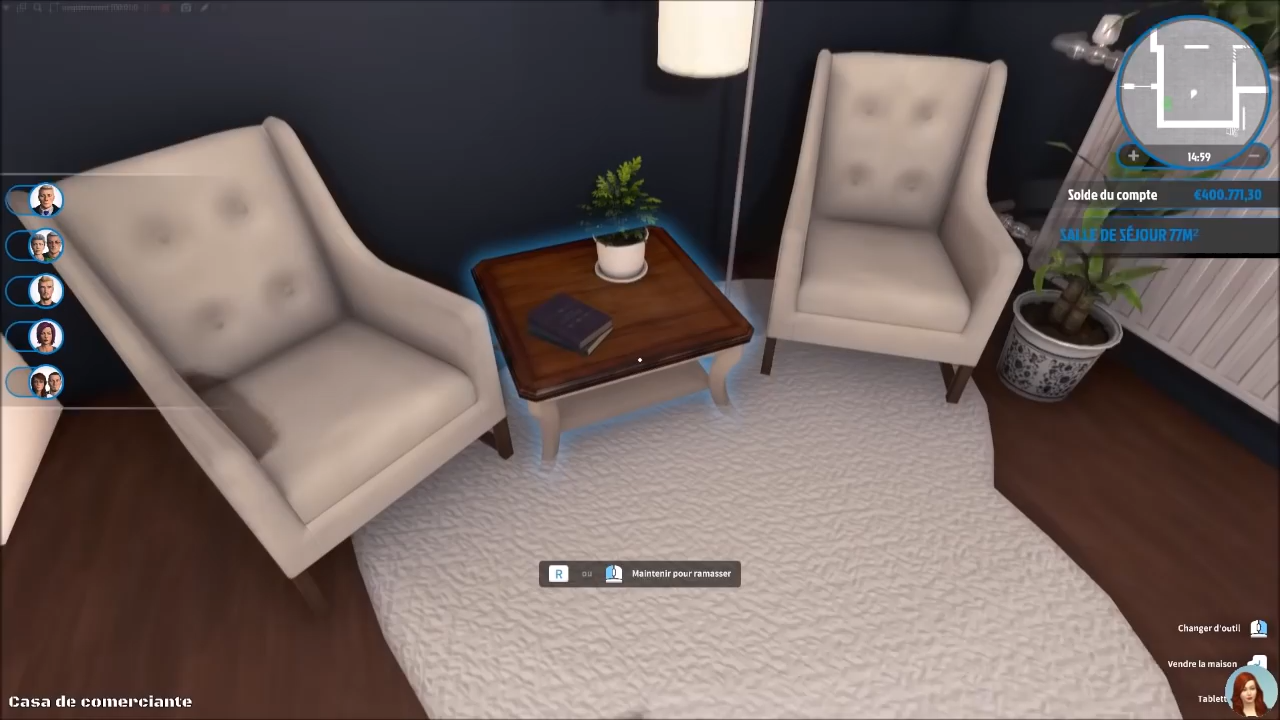 14:59
Solde du compte €400.771,30
SALLE DE SÉJOUR 77M²
R ou Maintenir pour ramasser
Changer d'outil
Vendre la maison
Tablett
Casa de comerciante